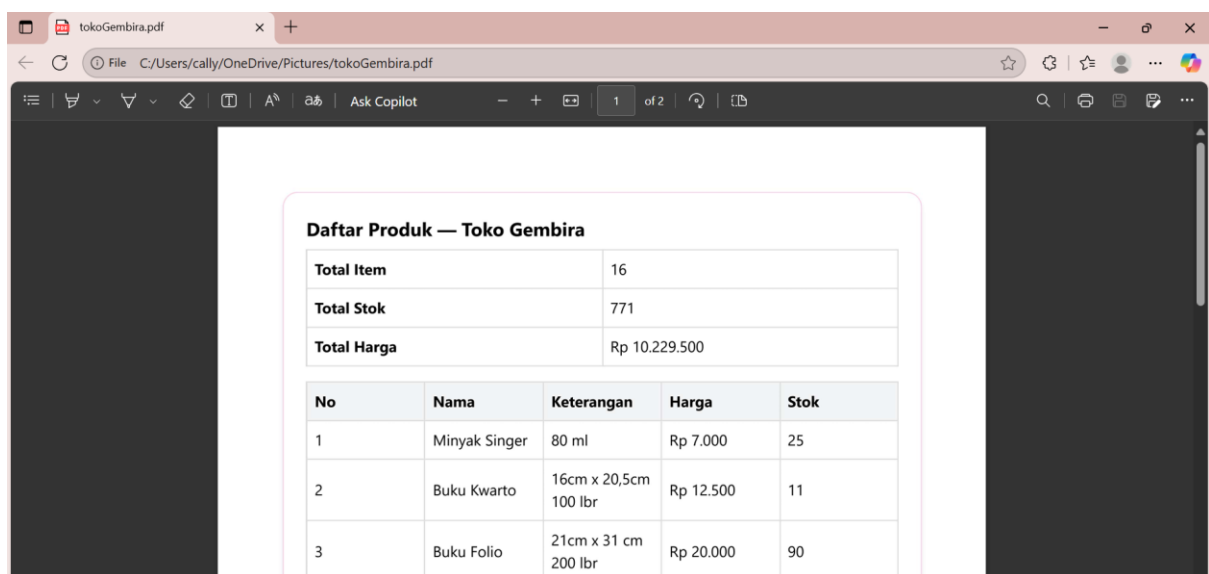 tokoGembira.pdf
File C:/Users/cally/OneDrive/Pictures/tokoGembira.pdf
Ask Copilot 1 of 2
Daftar Produk — Toko Gembira
Total Item 16
Total Stok 771
Total Harga Rp 10.229.500
No Nama Keterangan Harga Stok
1 Minyak Singer 80 ml Rp 7.000 25
2 Buku Kwarto 16cm x 20,5cm 100 lbr Rp 12.500 11
3 Buku Folio 21cm x 31 cm 200 lbr Rp 20.000 90